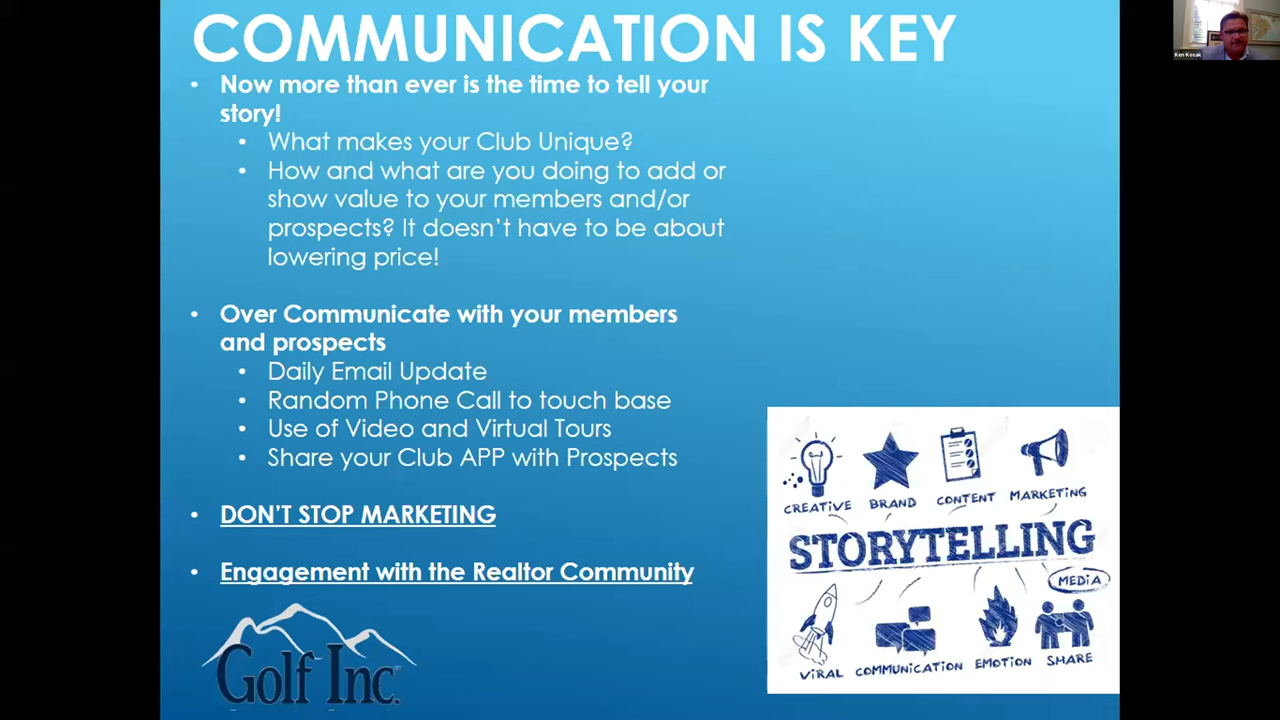 COMMUNICATION IS KEY
Ken Kosak
• Now more than ever is the time to tell your
story!
• What makes your Club Unique?
• How and what are you doing to add or
show value to your members and/or
prospects? It doesn't have to be about
lowering price!
• Over Communicate with your members
and prospects
• Daily Email Update
• Random Phone Call to touch base
• Use of Video and Virtual Tours
• Share your Club APP with Prospects
• DON'T STOP MARKETING
• Engagement with the Realtor Community
CREATIVE BRAND CONTENT MARKETING
STORYTELLING
MEDIA
VIRAL COMMUNICATION EMOTION SHARE
Golf Inc.